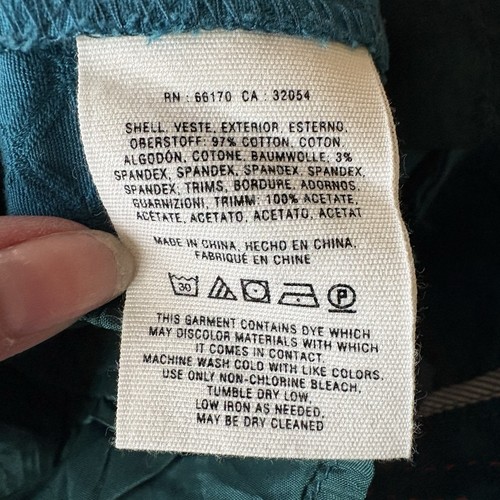 RN : 66170 CA : 32054
SHELL, VESTE, EXTERIOR, ESTERNO,
OBERSTOFF: 97% COTTON, COTON,
ALGODÓN, COTONE, BAUMWOLLE, 3%
SPANDEX, SPANDEX, SPANDEX, SPANDEX,
SPANDEX; TRIMS, BORDURE, ADORNOS,
GUARNIZIONI, TRIMM: 100% ACETATE,
ACÉTATE, ACETATO, ACETATO, ACETAT
MADE IN CHINA, HECHO EN CHINA,
FABRIQUÉ EN CHINE
30 P
THIS GARMENT CONTAINS DYE WHICH
MAY DISCOLOR MATERIALS WITH WHICH
IT COMES IN CONTACT.
MACHINE WASH COLD WITH LIKE COLORS.
USE ONLY NON-CHLORINE BLEACH.
TUMBLE DRY LOW.
LOW IRON AS NEEDED.
MAY BE DRY CLEANED